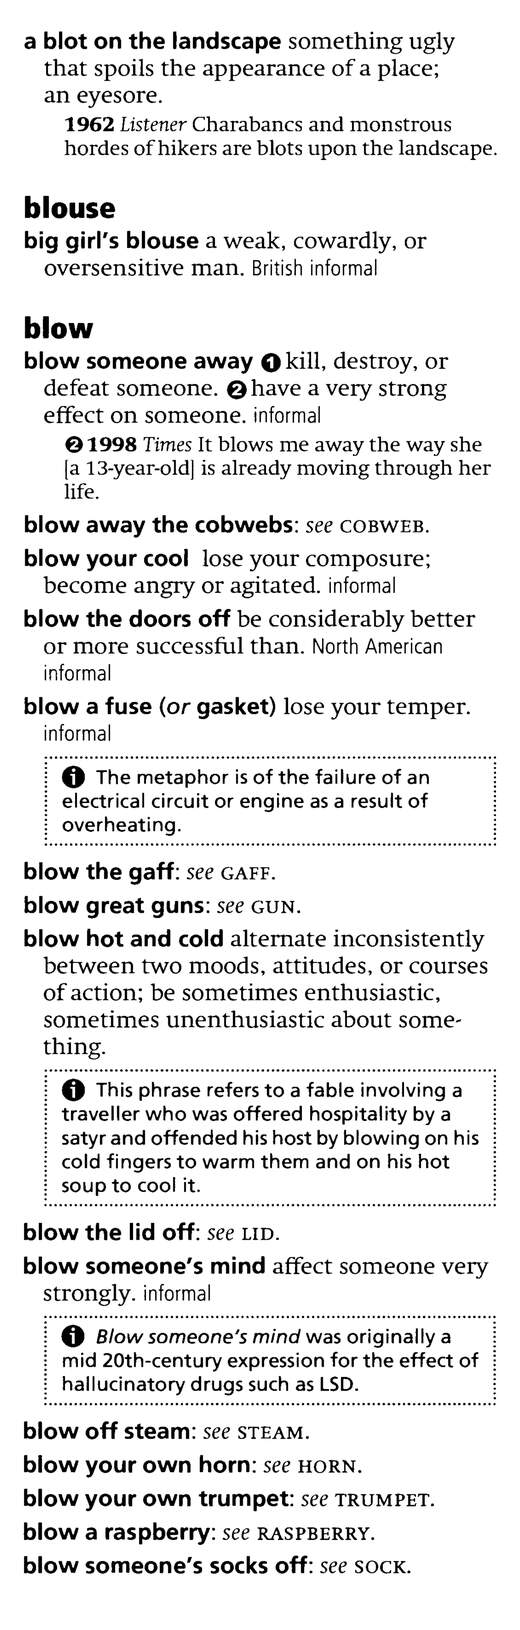 a blot on the landscape something ugly
that spoils the appearance of a place;
an eyesore.
1962 Listener Charabancs and monstrous
hordes of hikers are blots upon the landscape.
blouse
big girl's blouse a weak, cowardly, or
oversensitive man. British informal
blow
blow someone away ❶ kill, destroy, or
defeat someone. ❷ have a very strong
effect on someone. informal
❷ 1998 Times It blows me away the way she
[a 13-year-old] is already moving through her
life.
blow away the cobwebs: see COBWEB.
blow your cool lose your composure;
become angry or agitated. informal
blow the doors off be considerably better
or more successful than. North American
informal
blow a fuse (or gasket) lose your temper.
informal
ℹ The metaphor is of the failure of an
electrical circuit or engine as a result of
overheating.
blow the gaff: see GAFF.
blow great guns: see GUN.
blow hot and cold alternate inconsistently
between two moods, attitudes, or courses
of action; be sometimes enthusiastic,
sometimes unenthusiastic about some-
thing.
ℹ This phrase refers to a fable involving a
traveller who was offered hospitality by a
satyr and offended his host by blowing on his
cold fingers to warm them and on his hot
soup to cool it.
blow the lid off: see LID.
blow someone's mind affect someone very
strongly. informal
ℹ Blow someone's mind was originally a
mid 20th-century expression for the effect of
hallucinatory drugs such as LSD.
blow off steam: see STEAM.
blow your own horn: see HORN.
blow your own trumpet: see TRUMPET.
blow a raspberry: see RASPBERRY.
blow someone's socks off: see SOCK.